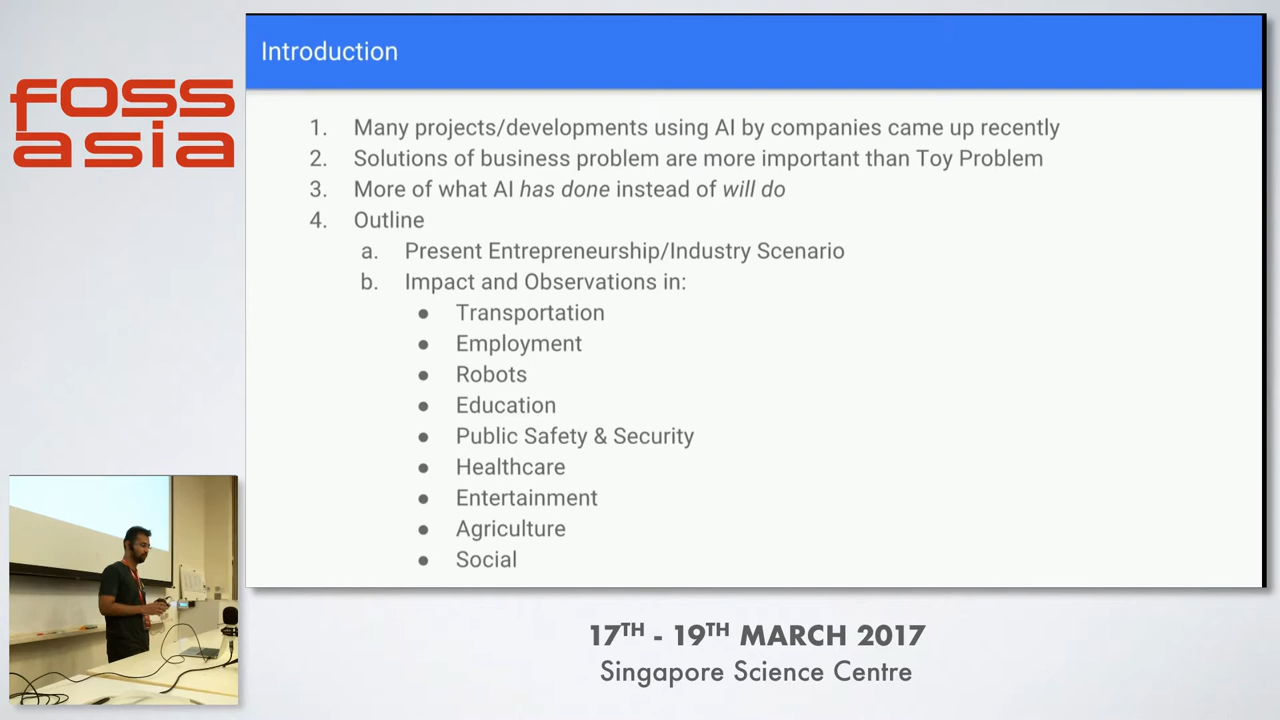 foss
asia
Introduction
1. Many projects/developments using AI by companies came up recently
2. Solutions of business problem are more important than Toy Problem
3. More of what AI has done instead of will do
4. Outline
a. Present Entrepreneurship/Industry Scenario
b. Impact and Observations in:
● Transportation
● Employment
● Robots
● Education
● Public Safety & Security
● Healthcare
● Entertainment
● Agriculture
● Social
17TH - 19TH MARCH 2017
Singapore Science Centre